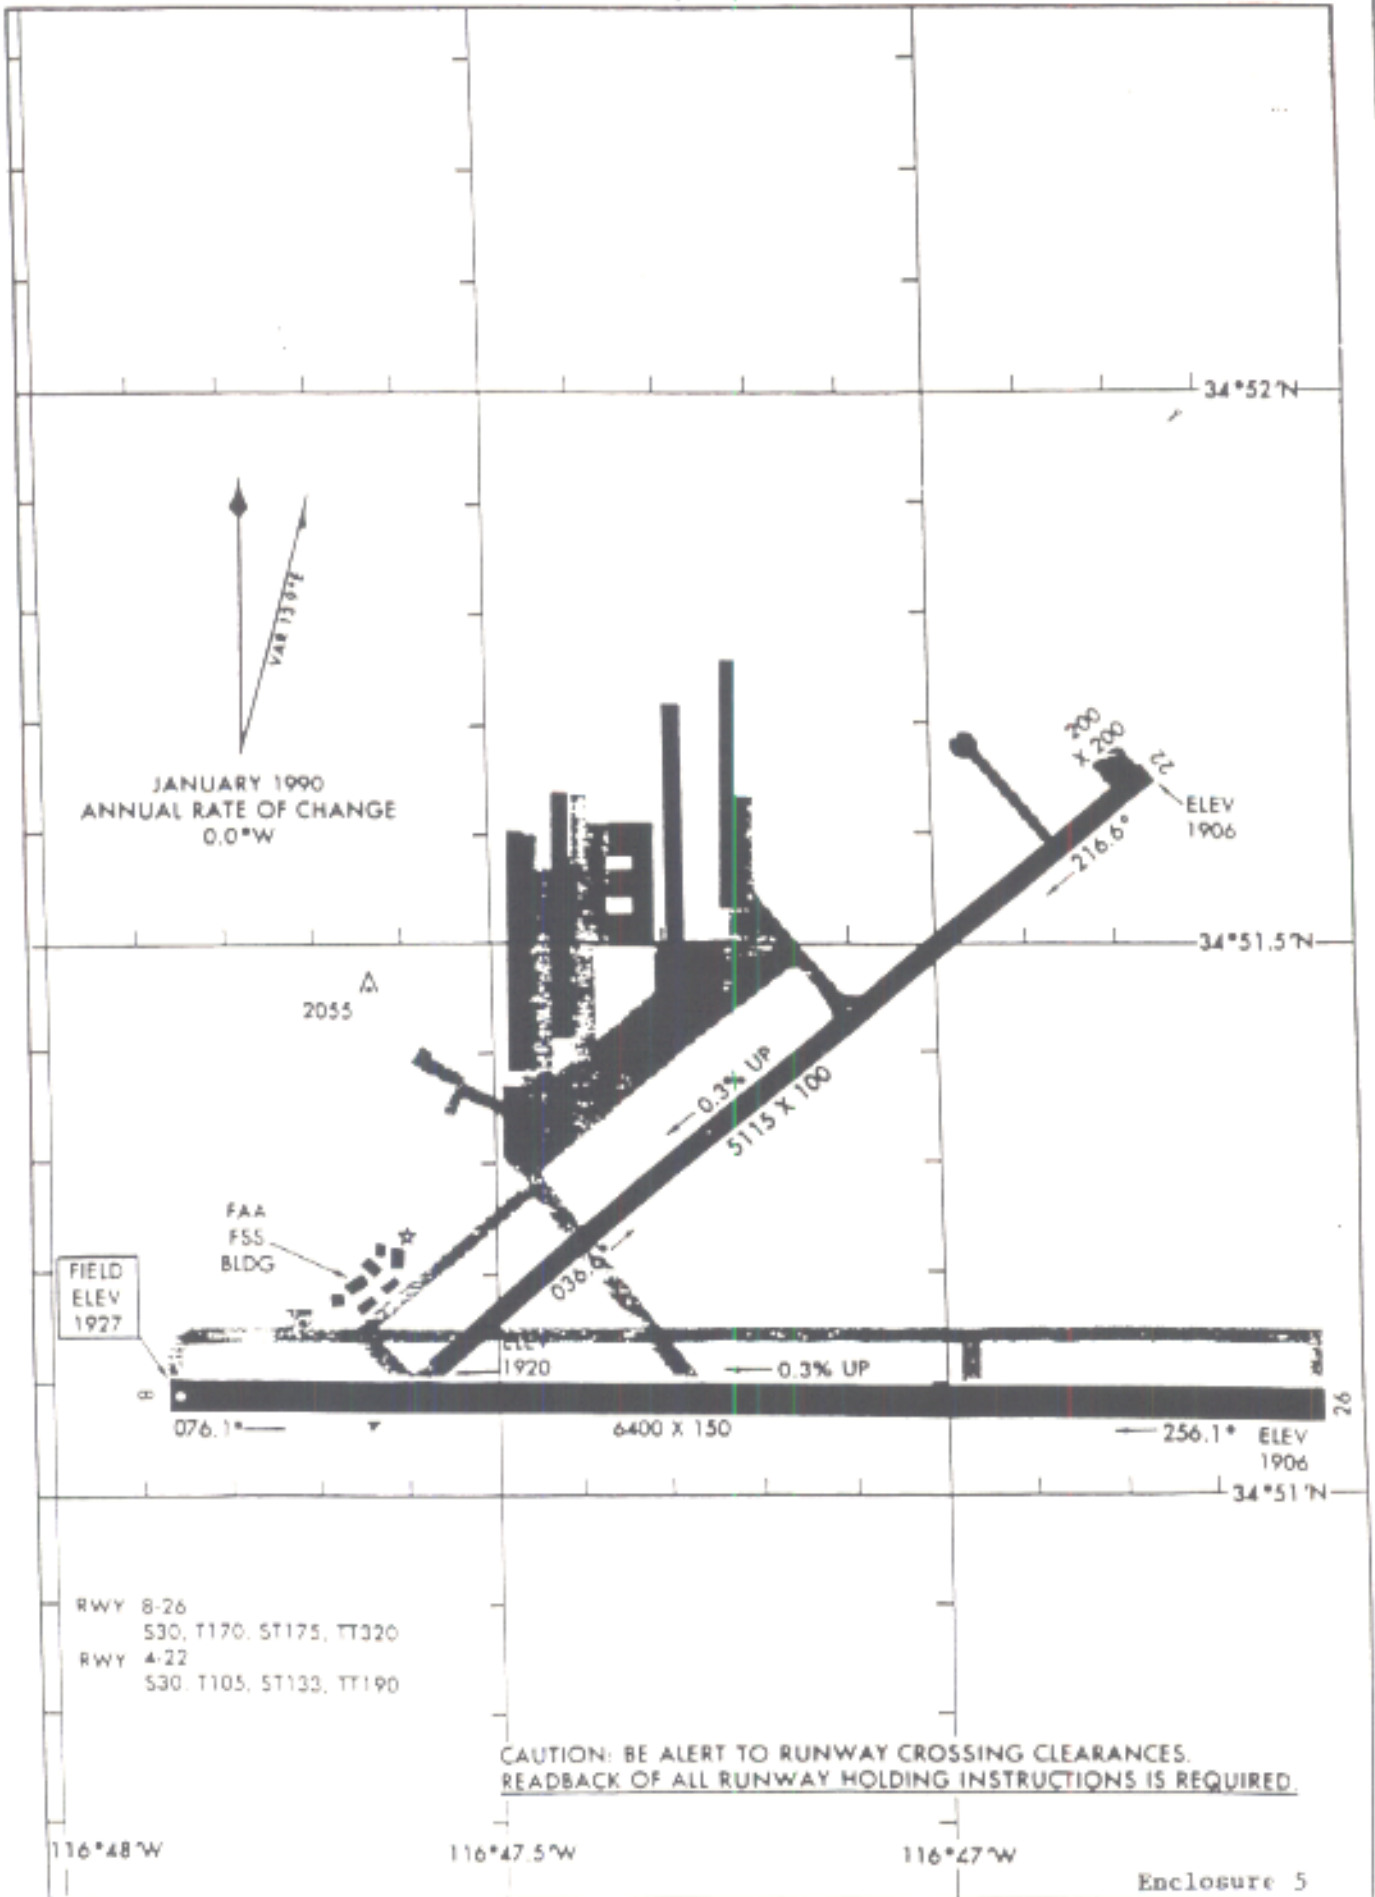 34°52'N
VAR 13.0°E
JANUARY 1990
ANNUAL RATE OF CHANGE
0.0°W
200
X 200
22
ELEV
1906
216.6°
34°51.5'N
2055
0.3% UP
5115 X 100
FAA
FSS
BLDG
036.6°
FIELD
ELEV
1927
ELEV
1920
0.3% UP
8
26
076.1°
6400 X 150
256.1°
ELEV
1906
34°51'N
RWY 8-26
S30, T170, ST175, TT320
RWY 4-22
S30, T105, ST133, TT190
CAUTION: BE ALERT TO RUNWAY CROSSING CLEARANCES.
READBACK OF ALL RUNWAY HOLDING INSTRUCTIONS IS REQUIRED.
116°48'W
116°47.5'W
116°47'W
Enclosure 5